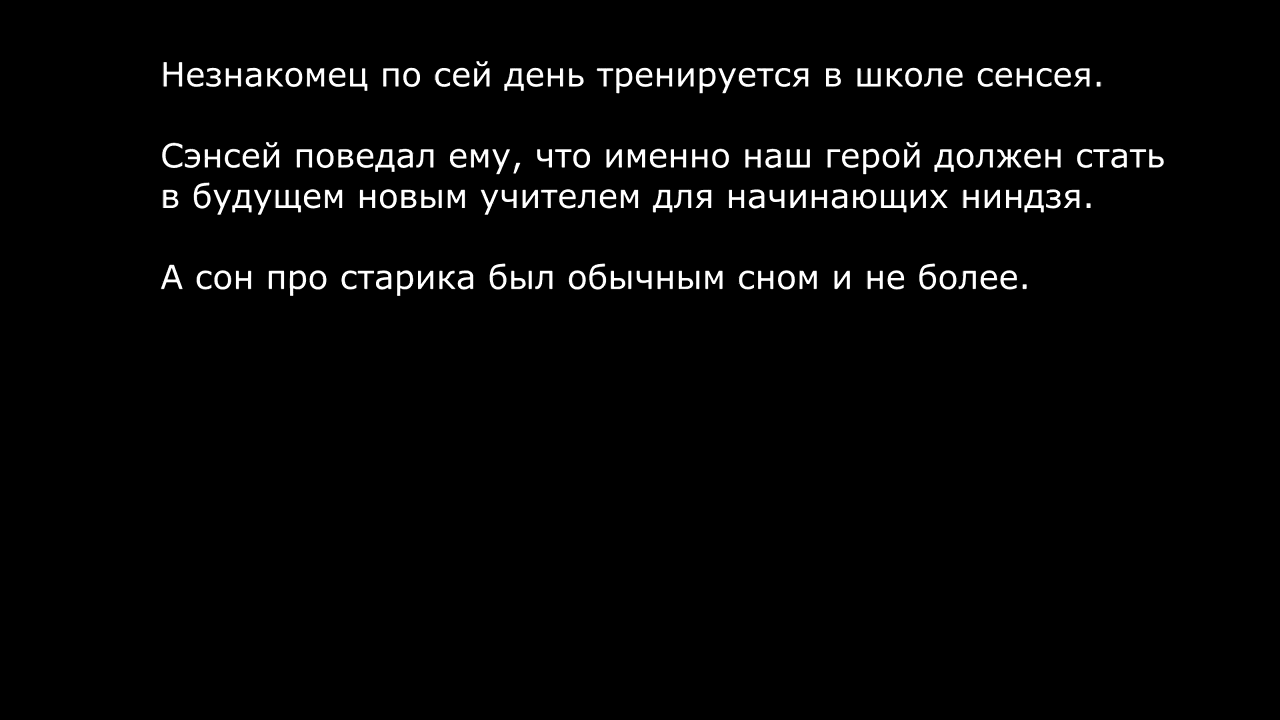 Незнакомец по сей день тренируется в школе сенсея.
Сэнсей поведал ему, что именно наш герой должен стать
в будущем новым учителем для начинающих ниндзя.
А сон про старика был обычным сном и не более.